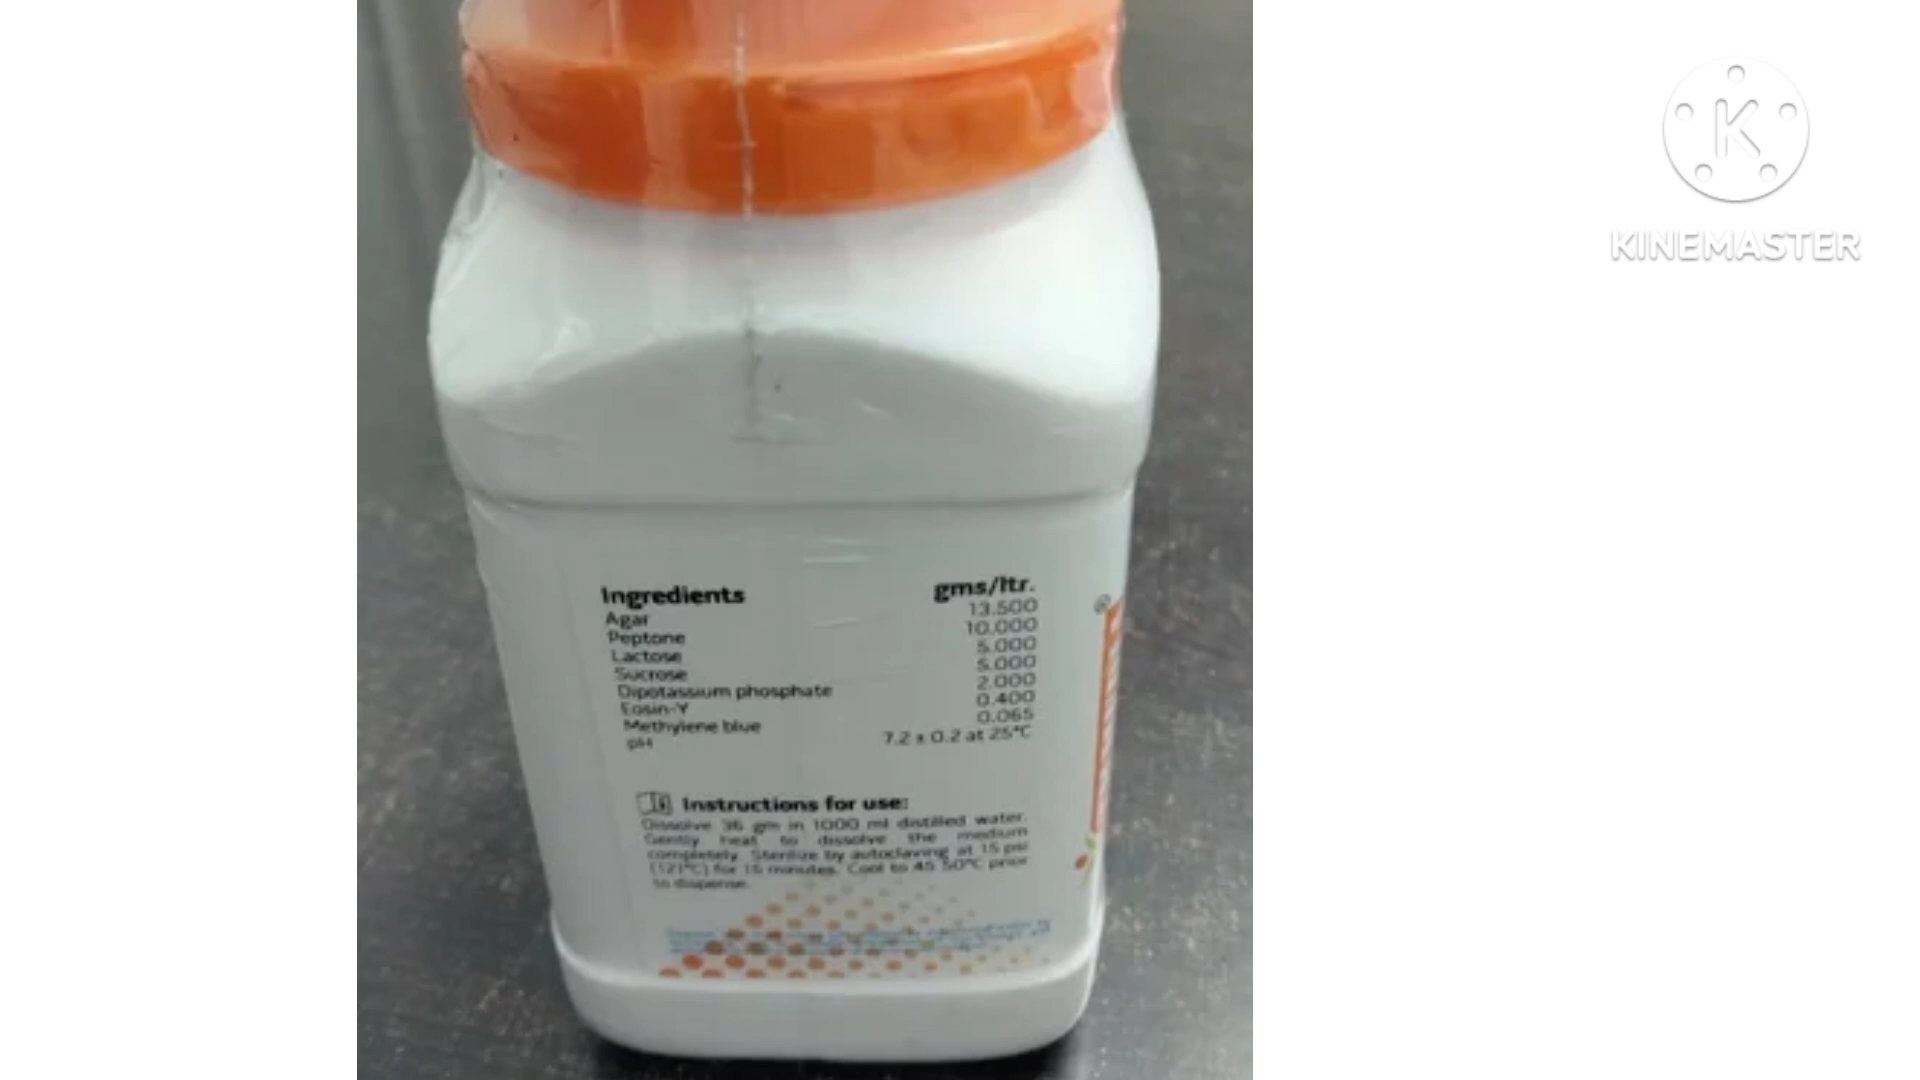 KINEMASTER
Ingredients gms/ltr.
Agar 13.500
Peptone 10.000
Lactose 5.000
Sucrose 5.000
Dipotassium phosphate 2.000
Eosin-Y 0.400
Methylene blue 0.065
pH 7.2 ± 0.2 at 25°C
Instructions for use:
Dissolve 36 gm in 1000 ml distilled water.
Gently heat to dissolve the medium
completely. Sterilize by autoclaving at 15 psi
(121°C) for 15 minutes. Cool to 45 50°C prior
to dispense.